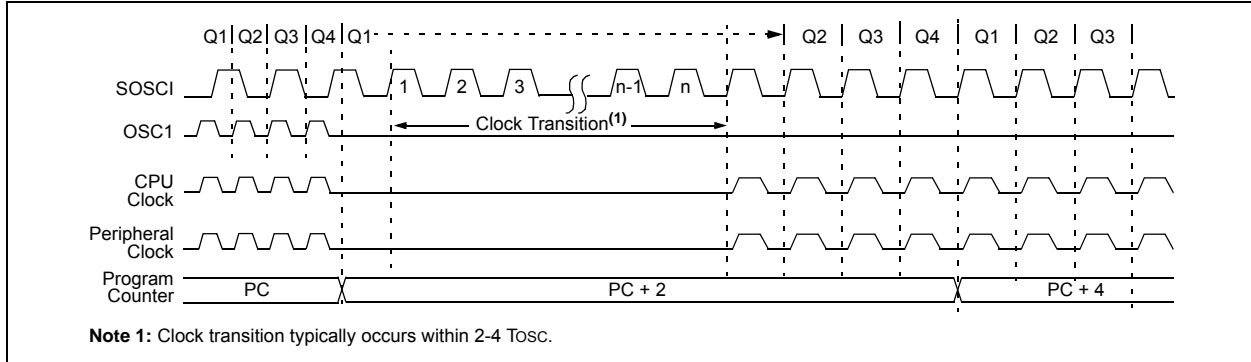 Q1 Q2 Q3 Q4 Q1 Q2 Q3 Q4 Q1 Q2 Q3
SOSCI 1 2 3 n-1 n
OSC1 Clock Transition(1)
CPU
Clock
Peripheral
Clock
Program
Counter PC PC + 2 PC + 4
Note 1: Clock transition typically occurs within 2-4 TOSC.